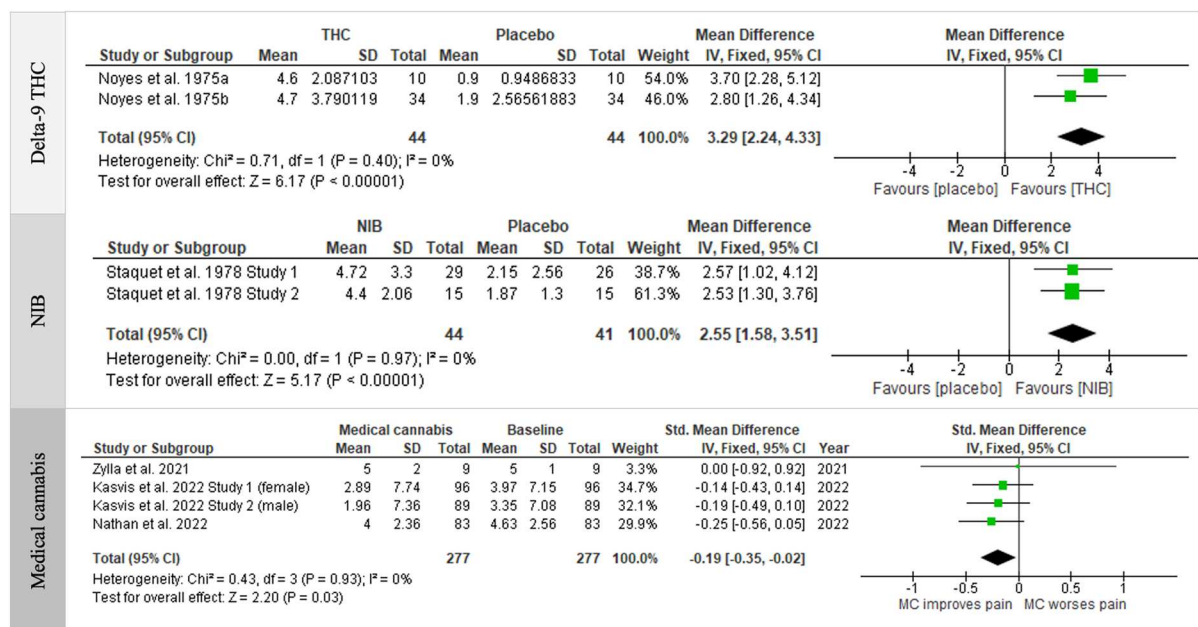 Delta-9 THC
THC Placebo Mean Difference Mean Difference
Study or Subgroup Mean SD Total Mean SD Total Weight IV, Fixed, 95% CI IV, Fixed, 95% CI
Noyes et al. 1975a 4.6 2.087103 10 0.9 0.9486833 10 54.0% 3.70 [2.28, 5.12]
Noyes et al. 1975b 4.7 3.790119 34 1.9 2.56561883 34 46.0% 2.80 [1.26, 4.34]
Total (95% CI) 44 44 100.0% 3.29 [2.24, 4.33]
Heterogeneity: Chi² = 0.71, df = 1 (P = 0.40); I² = 0%
Test for overall effect: Z = 6.17 (P < 0.00001)
-4 -2 0 2 4
Favours [placebo] Favours [THC]
NIB
NIB Placebo Mean Difference Mean Difference
Study or Subgroup Mean SD Total Mean SD Total Weight IV, Fixed, 95% CI IV, Fixed, 95% CI
Staquet et al. 1978 Study 1 4.72 3.3 29 2.15 2.56 26 38.7% 2.57 [1.02, 4.12]
Staquet et al. 1978 Study 2 4.4 2.06 15 1.87 1.3 15 61.3% 2.53 [1.30, 3.76]
Total (95% CI) 44 41 100.0% 2.55 [1.58, 3.51]
Heterogeneity: Chi² = 0.00, df = 1 (P = 0.97); I² = 0%
Test for overall effect: Z = 5.17 (P < 0.00001)
-4 -2 0 2 4
Favours [placebo] Favours [NIB]
Medical cannabis
Medical cannabis Baseline Std. Mean Difference Std. Mean Difference
Study or Subgroup Mean SD Total Mean SD Total Weight IV, Fixed, 95% CI Year IV, Fixed, 95% CI
Zylla et al. 2021 5 2 9 5 1 9 3.3% 0.00 [-0.92, 0.92] 2021
Kasvis et al. 2022 Study 1 (female) 2.89 7.74 96 3.97 7.15 96 34.7% -0.14 [-0.43, 0.14] 2022
Kasvis et al. 2022 Study 2 (male) 1.96 7.36 89 3.35 7.08 89 32.1% -0.19 [-0.49, 0.10] 2022
Nathan et al. 2022 4 2.36 83 4.63 2.56 83 29.9% -0.25 [-0.56, 0.05] 2022
Total (95% CI) 277 277 100.0% -0.19 [-0.35, -0.02]
Heterogeneity: Chi² = 0.43, df = 3 (P = 0.93); I² = 0%
Test for overall effect: Z = 2.20 (P = 0.03)
-1 -0.5 0 0.5 1
MC improves pain MC worses pain